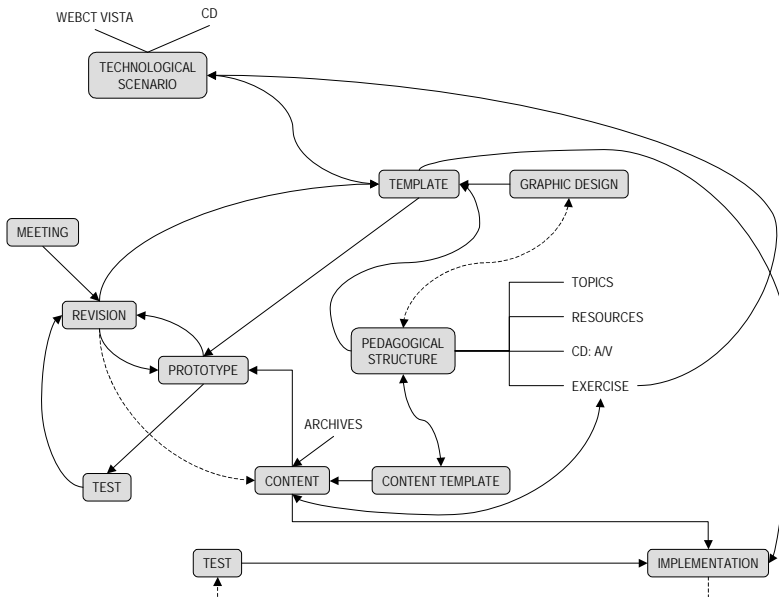 WEBCT VISTA
CD
TECHNOLOGICAL
SCENARIO
TEMPLATE
GRAPHIC DESIGN
MEETING
TOPICS
REVISION
RESOURCES
PEDAGOGICAL
STRUCTURE
CD: A/V
PROTOTYPE
EXERCISE
ARCHIVES
TEST
CONTENT
CONTENT TEMPLATE
TEST
IMPLEMENTATION